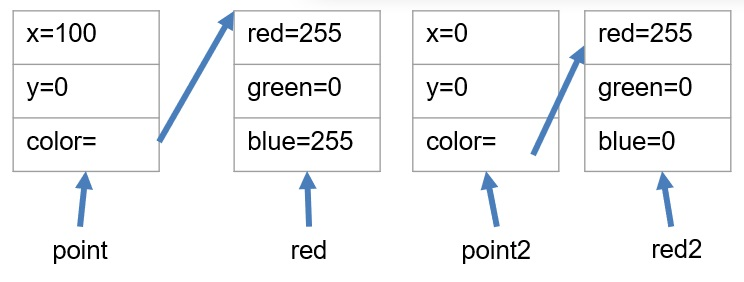 x=100
y=0
color=
red=255
green=0
blue=255
x=0
y=0
color=
red=255
green=0
blue=0
point
red
point2
red2